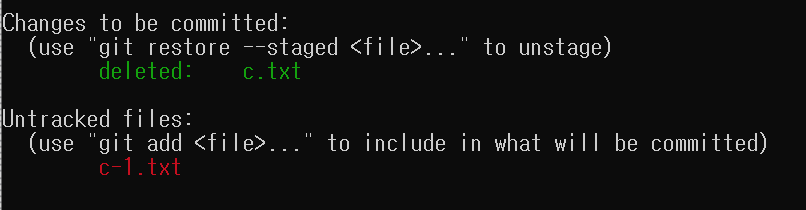 Changes to be committed:
  (use "git restore --staged <file>..." to unstage)
        deleted:    c.txt

Untracked files:
  (use "git add <file>..." to include in what will be committed)
        c-1.txt